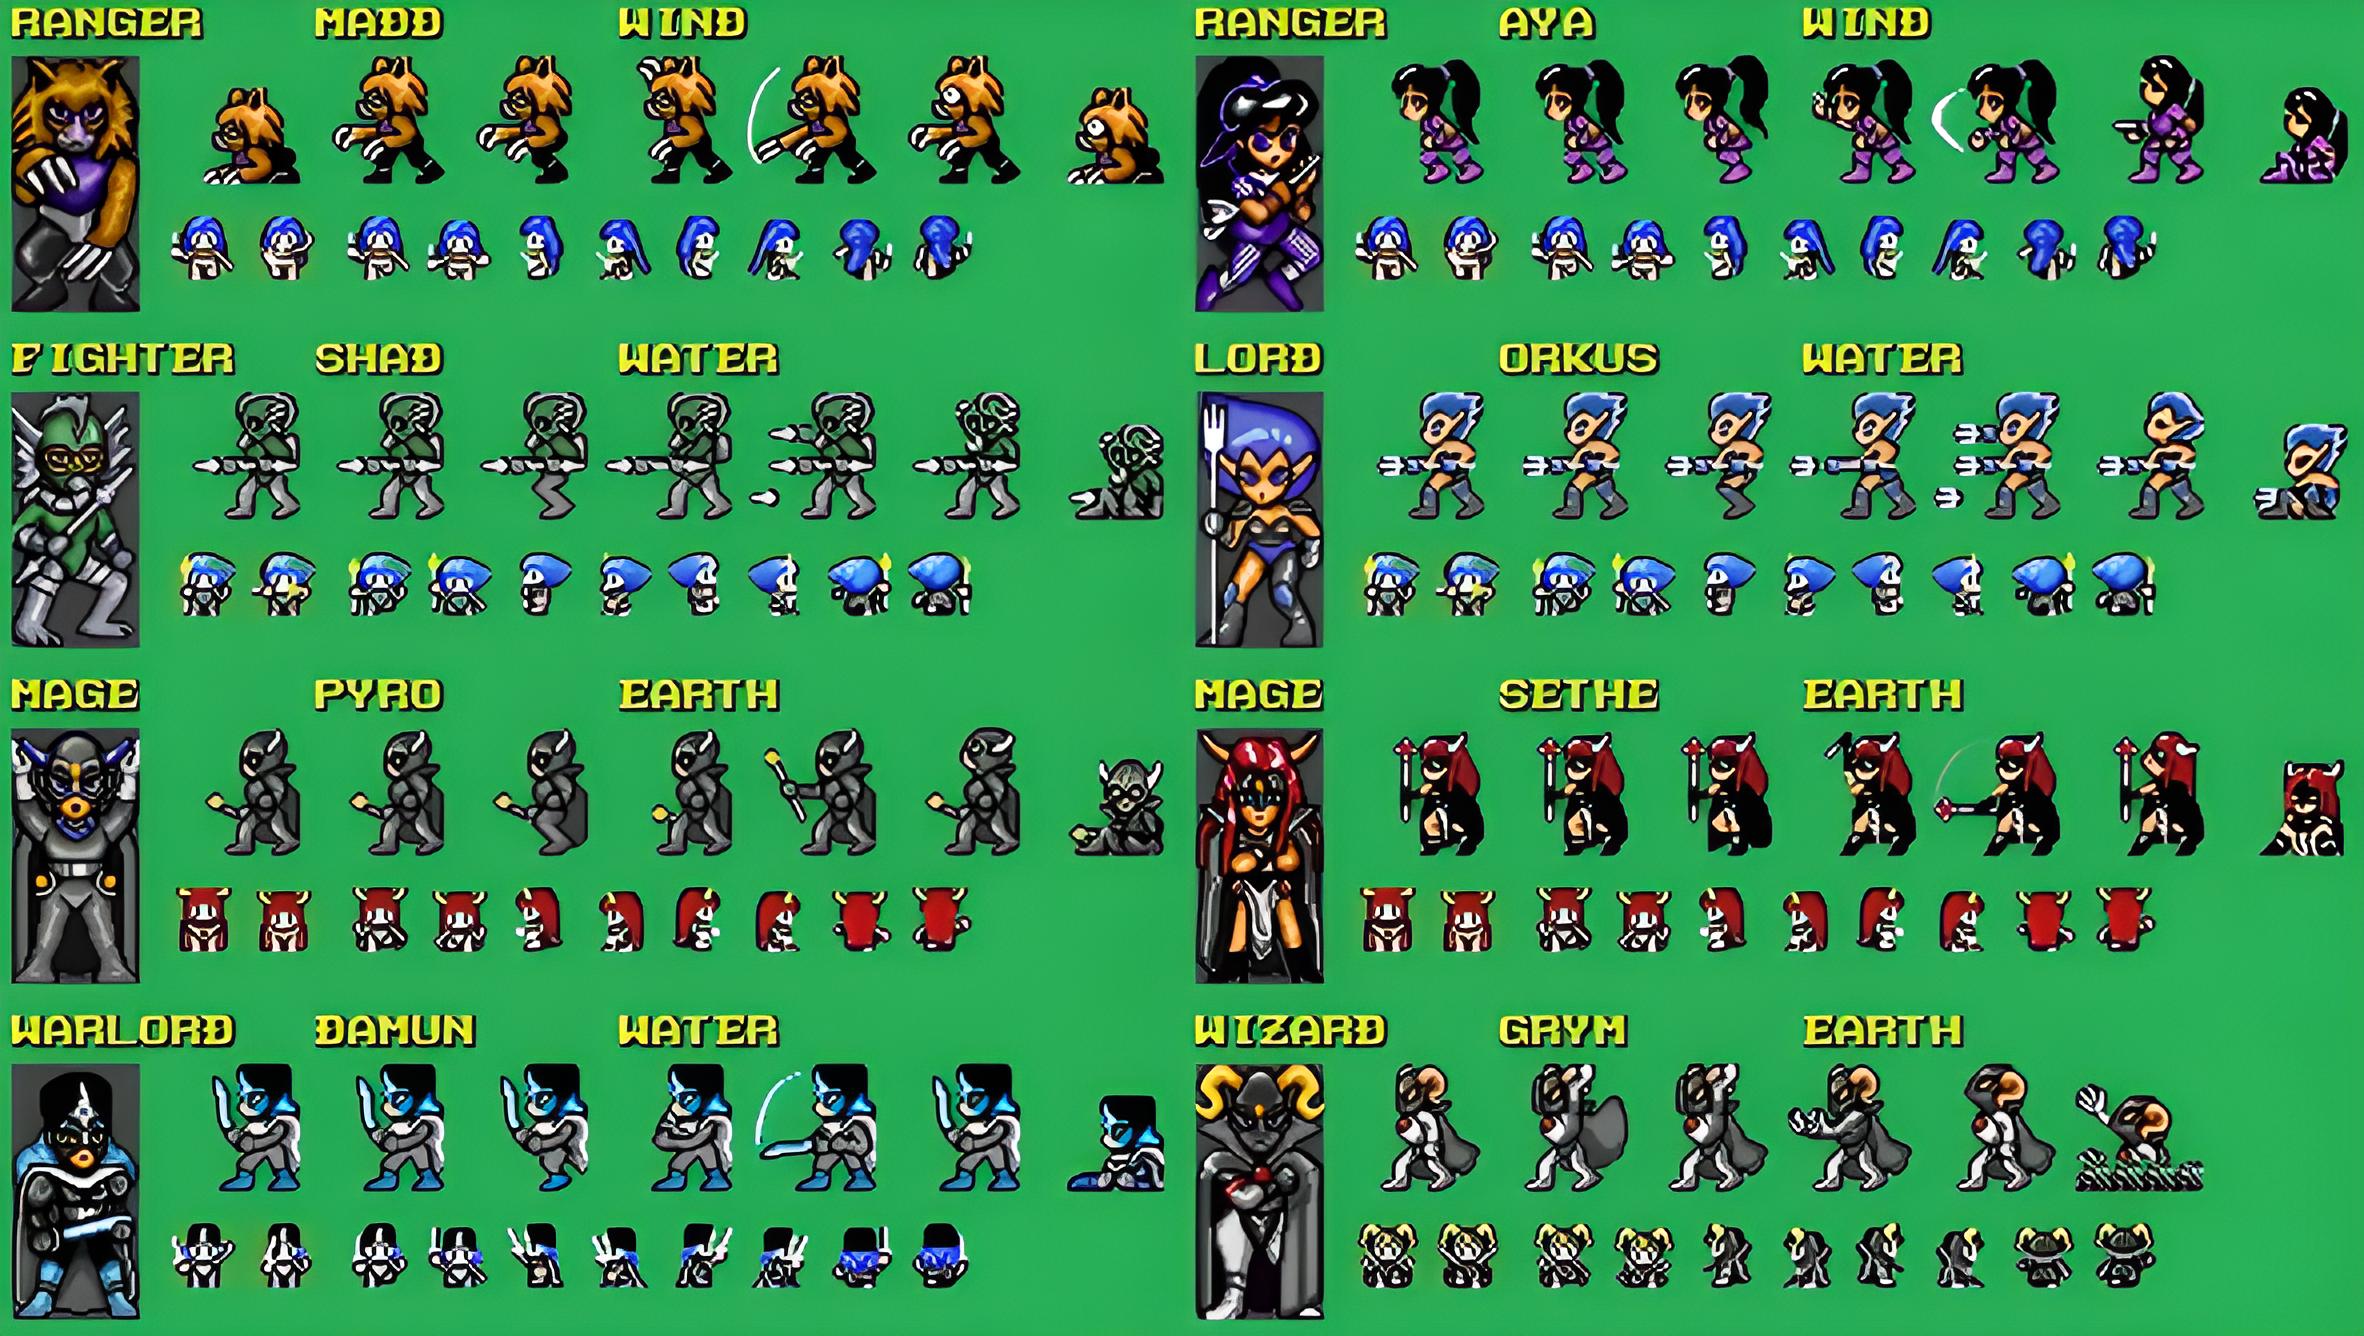 RANGER MADD WIND RANGER AYA WIND
FIGHTER SHAD WATER LORD ORKUS WATER
MAGE PYRO EARTH MAGE SETHE EARTH
WARLORD DAMUN WATER WIZARD GRYM EARTH